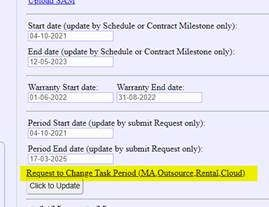 Upload SAM
Start date (update by Schedule or Contract Milestone only):
04-10-2021
End date (update by Schedule or Contract Milestone only):
12-05-2023
Warranty Start date: Warranty End date:
01-06-2022 31-08-2022
Period Start date (update by submit Request only):
04-10-2021
Period End date (update by submit Request only):
17-03-2025
Request to Change Task Period (MA,Outsource,Rental,Cloud)
Click to Update